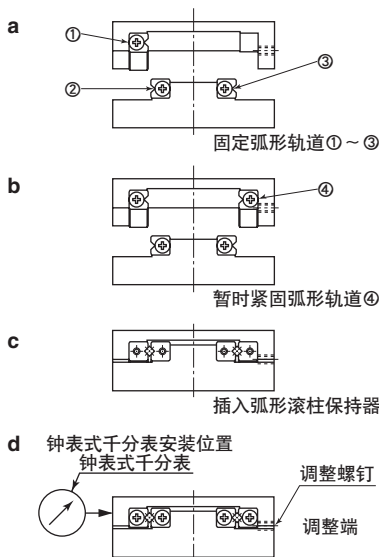 a
①
②
③
固定弧形轨道①～③
b
④
暂时紧固弧形轨道④
c
插入弧形滚柱保持器
d 钟表式千分表安装位置
钟表式千分表
调整螺钉
调整端